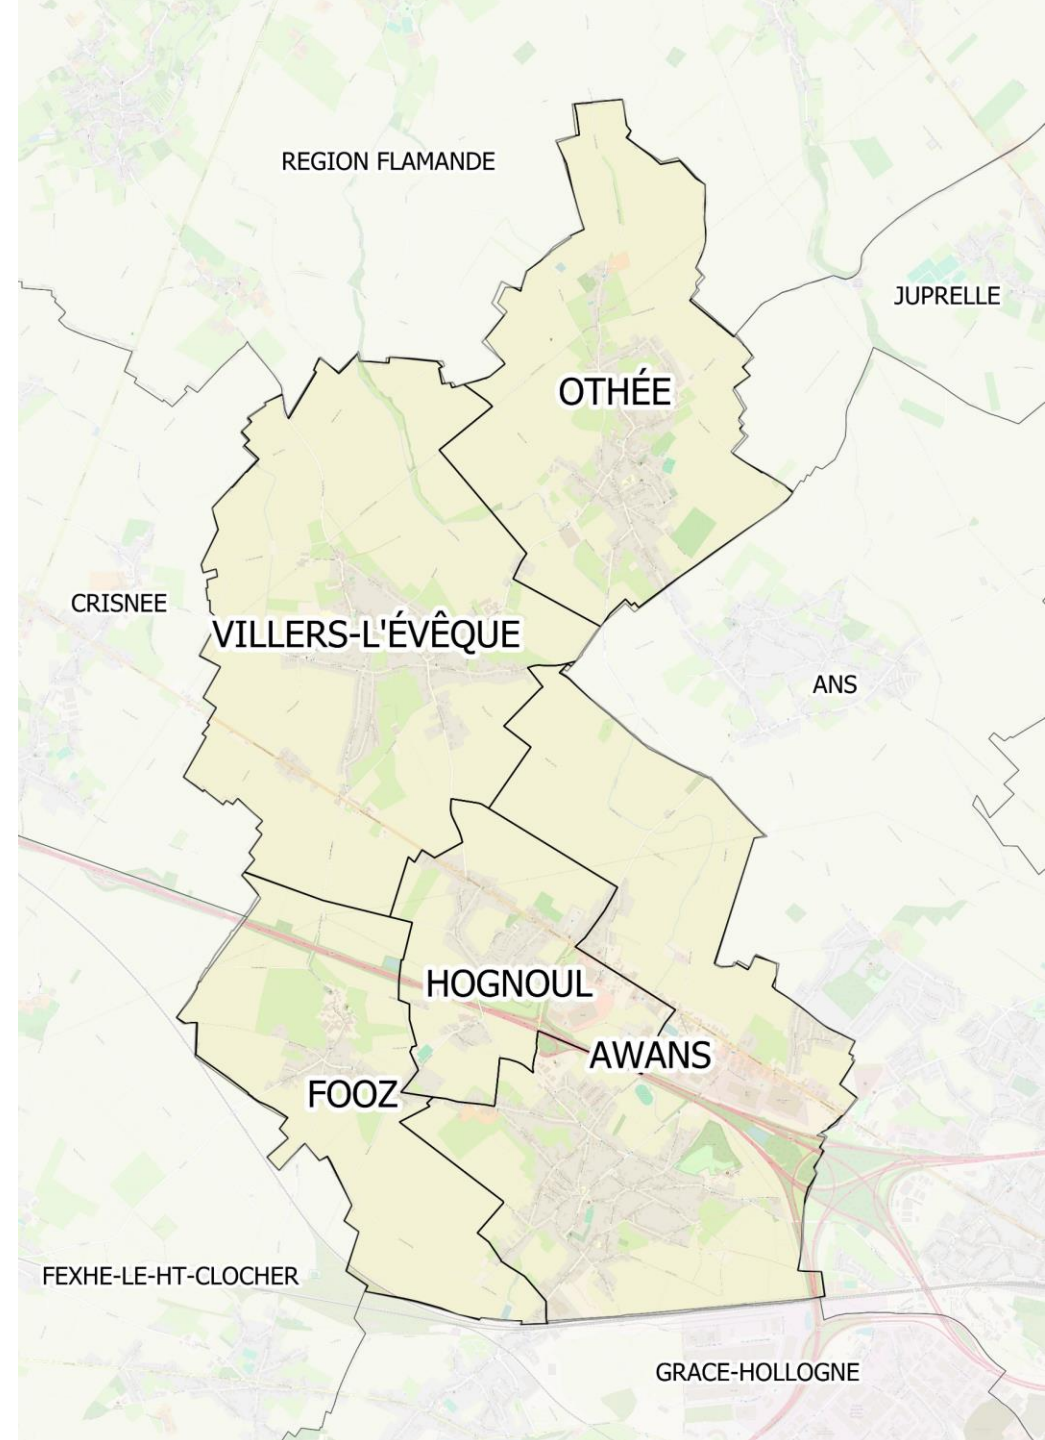 REGION FLAMANDE
JUPRELLE
OTHÉE
CRISNEE
VILLERS-L'ÉVÊQUE
ANS
HOGNOUL
AWANS
FOOZ
FEXHE-LE-HT-CLOCHER
GRACE-HOLLOGNE